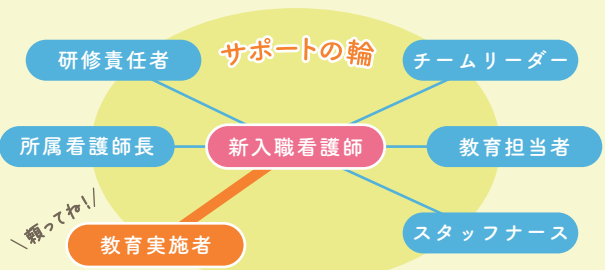 サポートの輪
研修責任者
チームリーダー
所属看護師長
新入職看護師
教育担当者
頼ってね!
教育実施者
スタッフナース